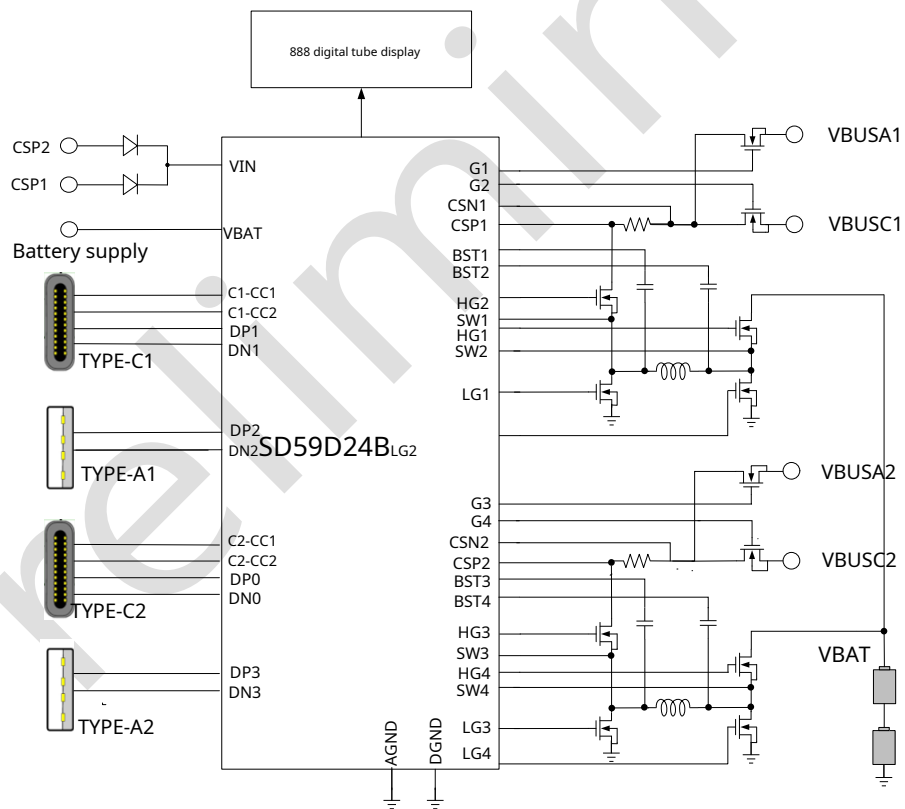 888 digital tube display
CSP2
CSP1
VIN
VBAT
Battery supply
C1-CC1
C1-CC2
DP1
DN1
TYPE-C1
DP2
DN2
TYPE-A1
SD59D24B
LG2
C2-CC1
C2-CC2
DP0
DN0
TYPE-C2
DP3
DN3
TYPE-A2
AGND
DGND
G1
G2
CSN1
CSP1
BST1
BST2
HG2
SW1
HG1
SW2
LG1
G3
G4
CSN2
CSP2
BST3
BST4
HG3
SW3
HG4
SW4
LG3
LG4
VBUSA1
VBUSC1
VBUSA2
VBUSC2
VBAT
relimin